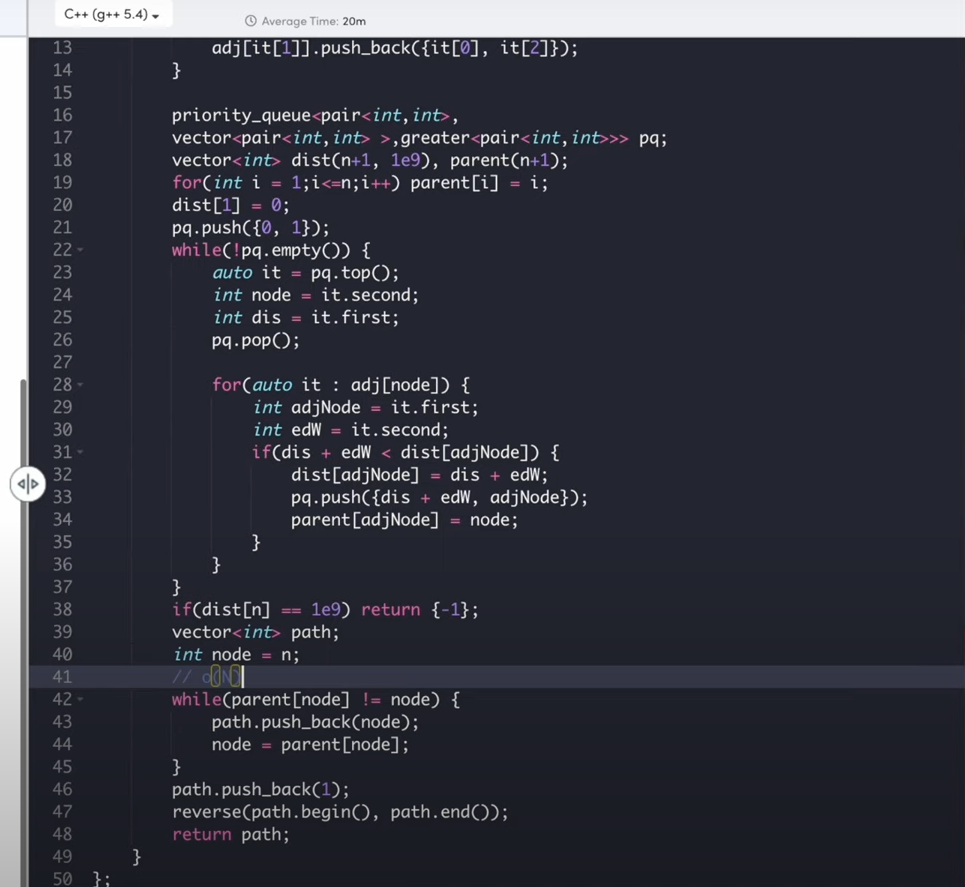 C++ (g++ 5.4)
Average Time: 20m
13 adj[it[1]].push_back({it[0], it[2]});
14 }
15
16 priority_queue<pair<int,int>,
17 vector<pair<int,int> >,greater<pair<int,int>>> pq;
18 vector<int> dist(n+1, 1e9), parent(n+1);
19 for(int i = 1;i<=n;i++) parent[i] = i;
20 dist[1] = 0;
21 pq.push({0, 1});
22 while(!pq.empty()) {
23 auto it = pq.top();
24 int node = it.second;
25 int dis = it.first;
26 pq.pop();
27
28 for(auto it : adj[node]) {
29 int adjNode = it.first;
30 int edW = it.second;
31 if(dis + edW < dist[adjNode]) {
32 dist[adjNode] = dis + edW;
33 pq.push({dis + edW, adjNode});
34 parent[adjNode] = node;
35 }
36 }
37 }
38 if(dist[n] == 1e9) return {-1};
39 vector<int> path;
40 int node = n;
41 // o(N)
42 while(parent[node] != node) {
43 path.push_back(node);
44 node = parent[node];
45 }
46 path.push_back(1);
47 reverse(path.begin(), path.end());
48 return path;
49 }
50 };